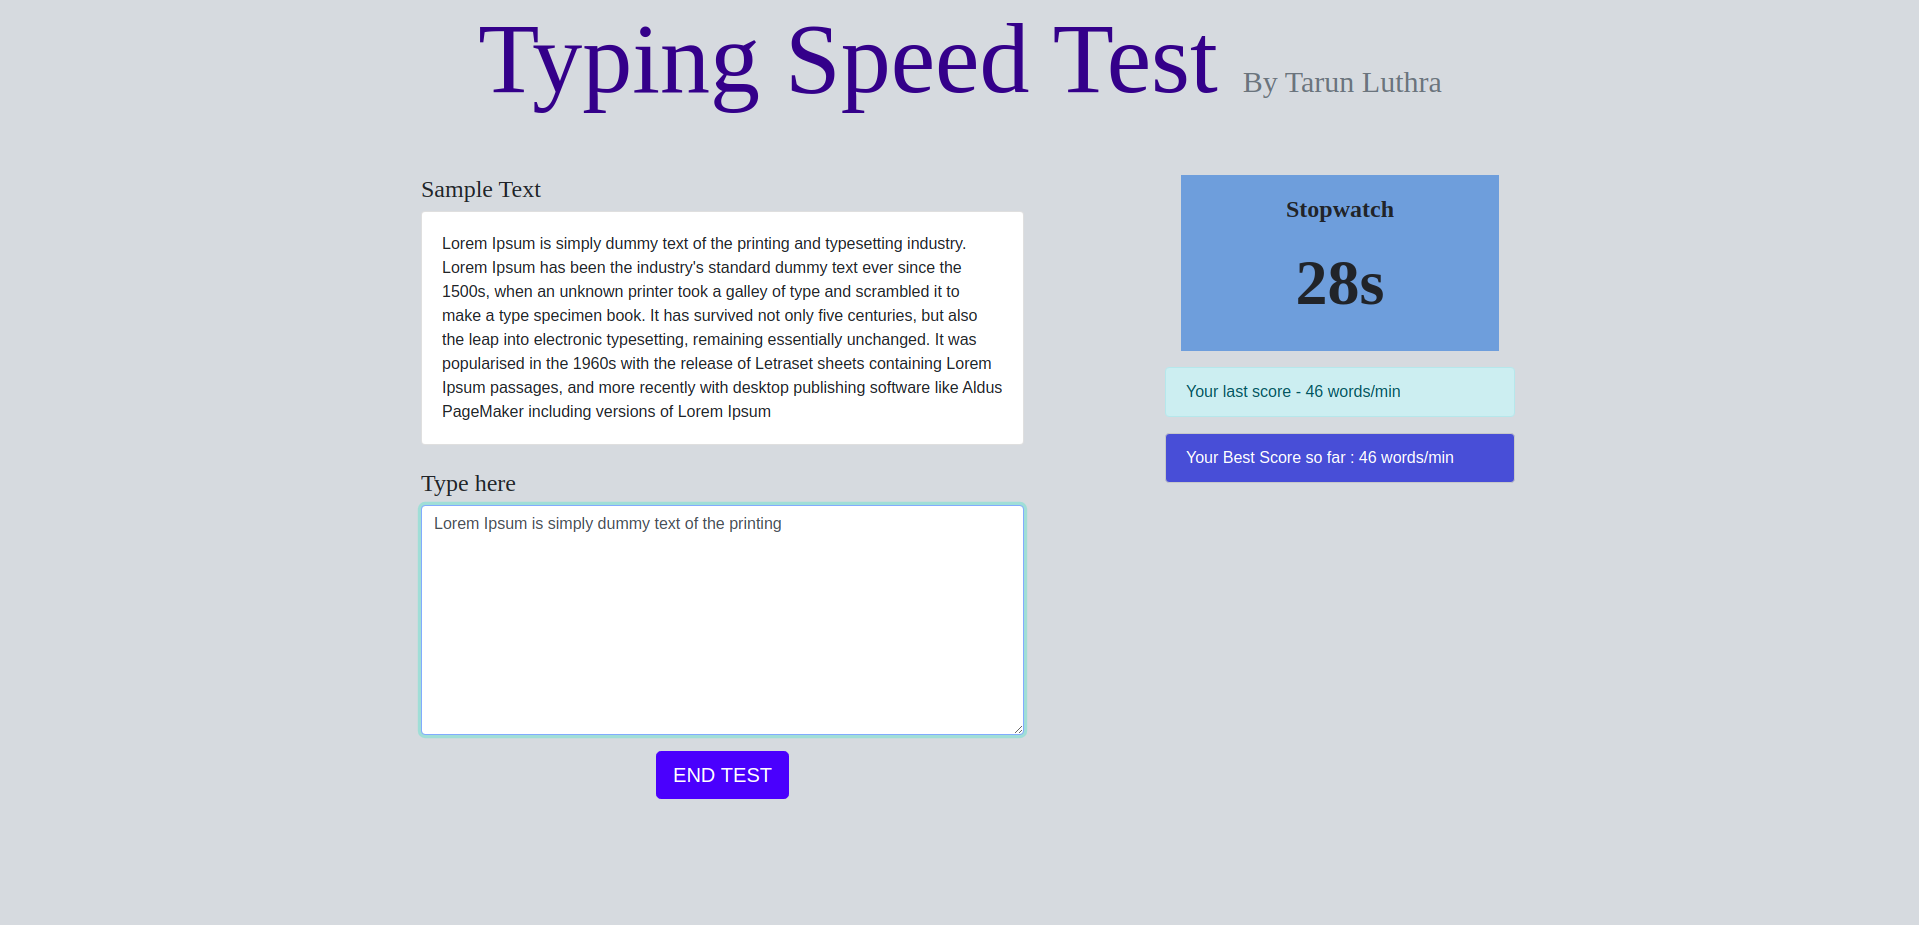 Typing Speed Test By Tarun Luthra
Sample Text
Lorem Ipsum is simply dummy text of the printing and typesetting industry.
Lorem Ipsum has been the industry's standard dummy text ever since the
1500s, when an unknown printer took a galley of type and scrambled it to
make a type specimen book. It has survived not only five centuries, but also
the leap into electronic typesetting, remaining essentially unchanged. It was
popularised in the 1960s with the release of Letraset sheets containing Lorem
Ipsum passages, and more recently with desktop publishing software like Aldus
PageMaker including versions of Lorem Ipsum
Type here
Lorem Ipsum is simply dummy text of the printing
END TEST
Stopwatch
28s
Your last score - 46 words/min
Your Best Score so far : 46 words/min